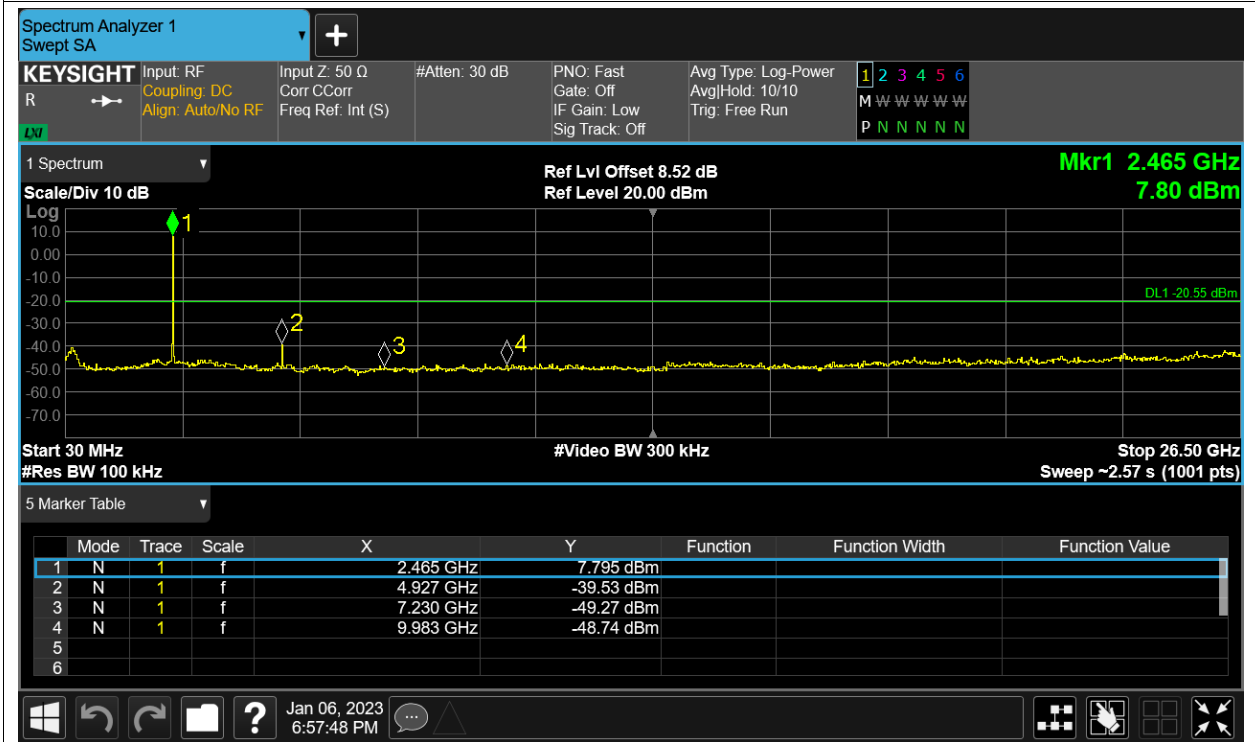 Spectrum Analyzer 1
Swept SA
KEYSIGHT
R
LXI
Input: RF
Coupling: DC
Align: Auto/No RF
Input Z: 50 Ω
Corr CCorr
Freq Ref: Int (S)
#Atten: 30 dB
PNO: Fast
Gate: Off
IF Gain: Low
Sig Track: Off
Avg Type: Log-Power
Avg|Hold: 10/10
Trig: Free Run
1 2 3 4 5 6
M W W W W W
P N N N N N
1 Spectrum
Scale/Div 10 dB
Ref Lvl Offset 8.52 dB
Ref Level 20.00 dBm
Mkr1 2.465 GHz
7.80 dBm
Log
10.0
0.00
-10.0
-20.0
-30.0
-40.0
-50.0
-60.0
-70.0
1
2
3
4
DL1 -20.55 dBm
Start 30 MHz
#Res BW 100 kHz
#Video BW 300 kHz
Stop 26.50 GHz
Sweep ~2.57 s (1001 pts)
5 Marker Table
Mode Trace Scale X Y Function Function Width Function Value
1 N 1 f 2.465 GHz 7.795 dBm
2 N 1 f 4.927 GHz -39.53 dBm
3 N 1 f 7.230 GHz -49.27 dBm
4 N 1 f 9.983 GHz -48.74 dBm
5
6
?
Jan 06, 2023
6:57:48 PM